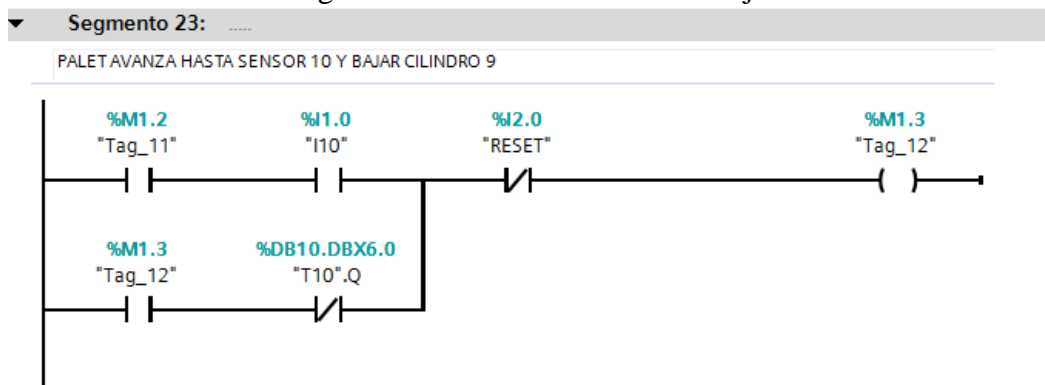 Segmento 23: .....
PALET AVANZA HASTA SENSOR 10 Y BAJAR CILINDRO 9
%M1.2 %I1.0 %I2.0 %M1.3
"Tag_11" "I10" "RESET" "Tag_12"
%M1.3 %DB10.DBX6.0
"Tag_12" "T10".Q